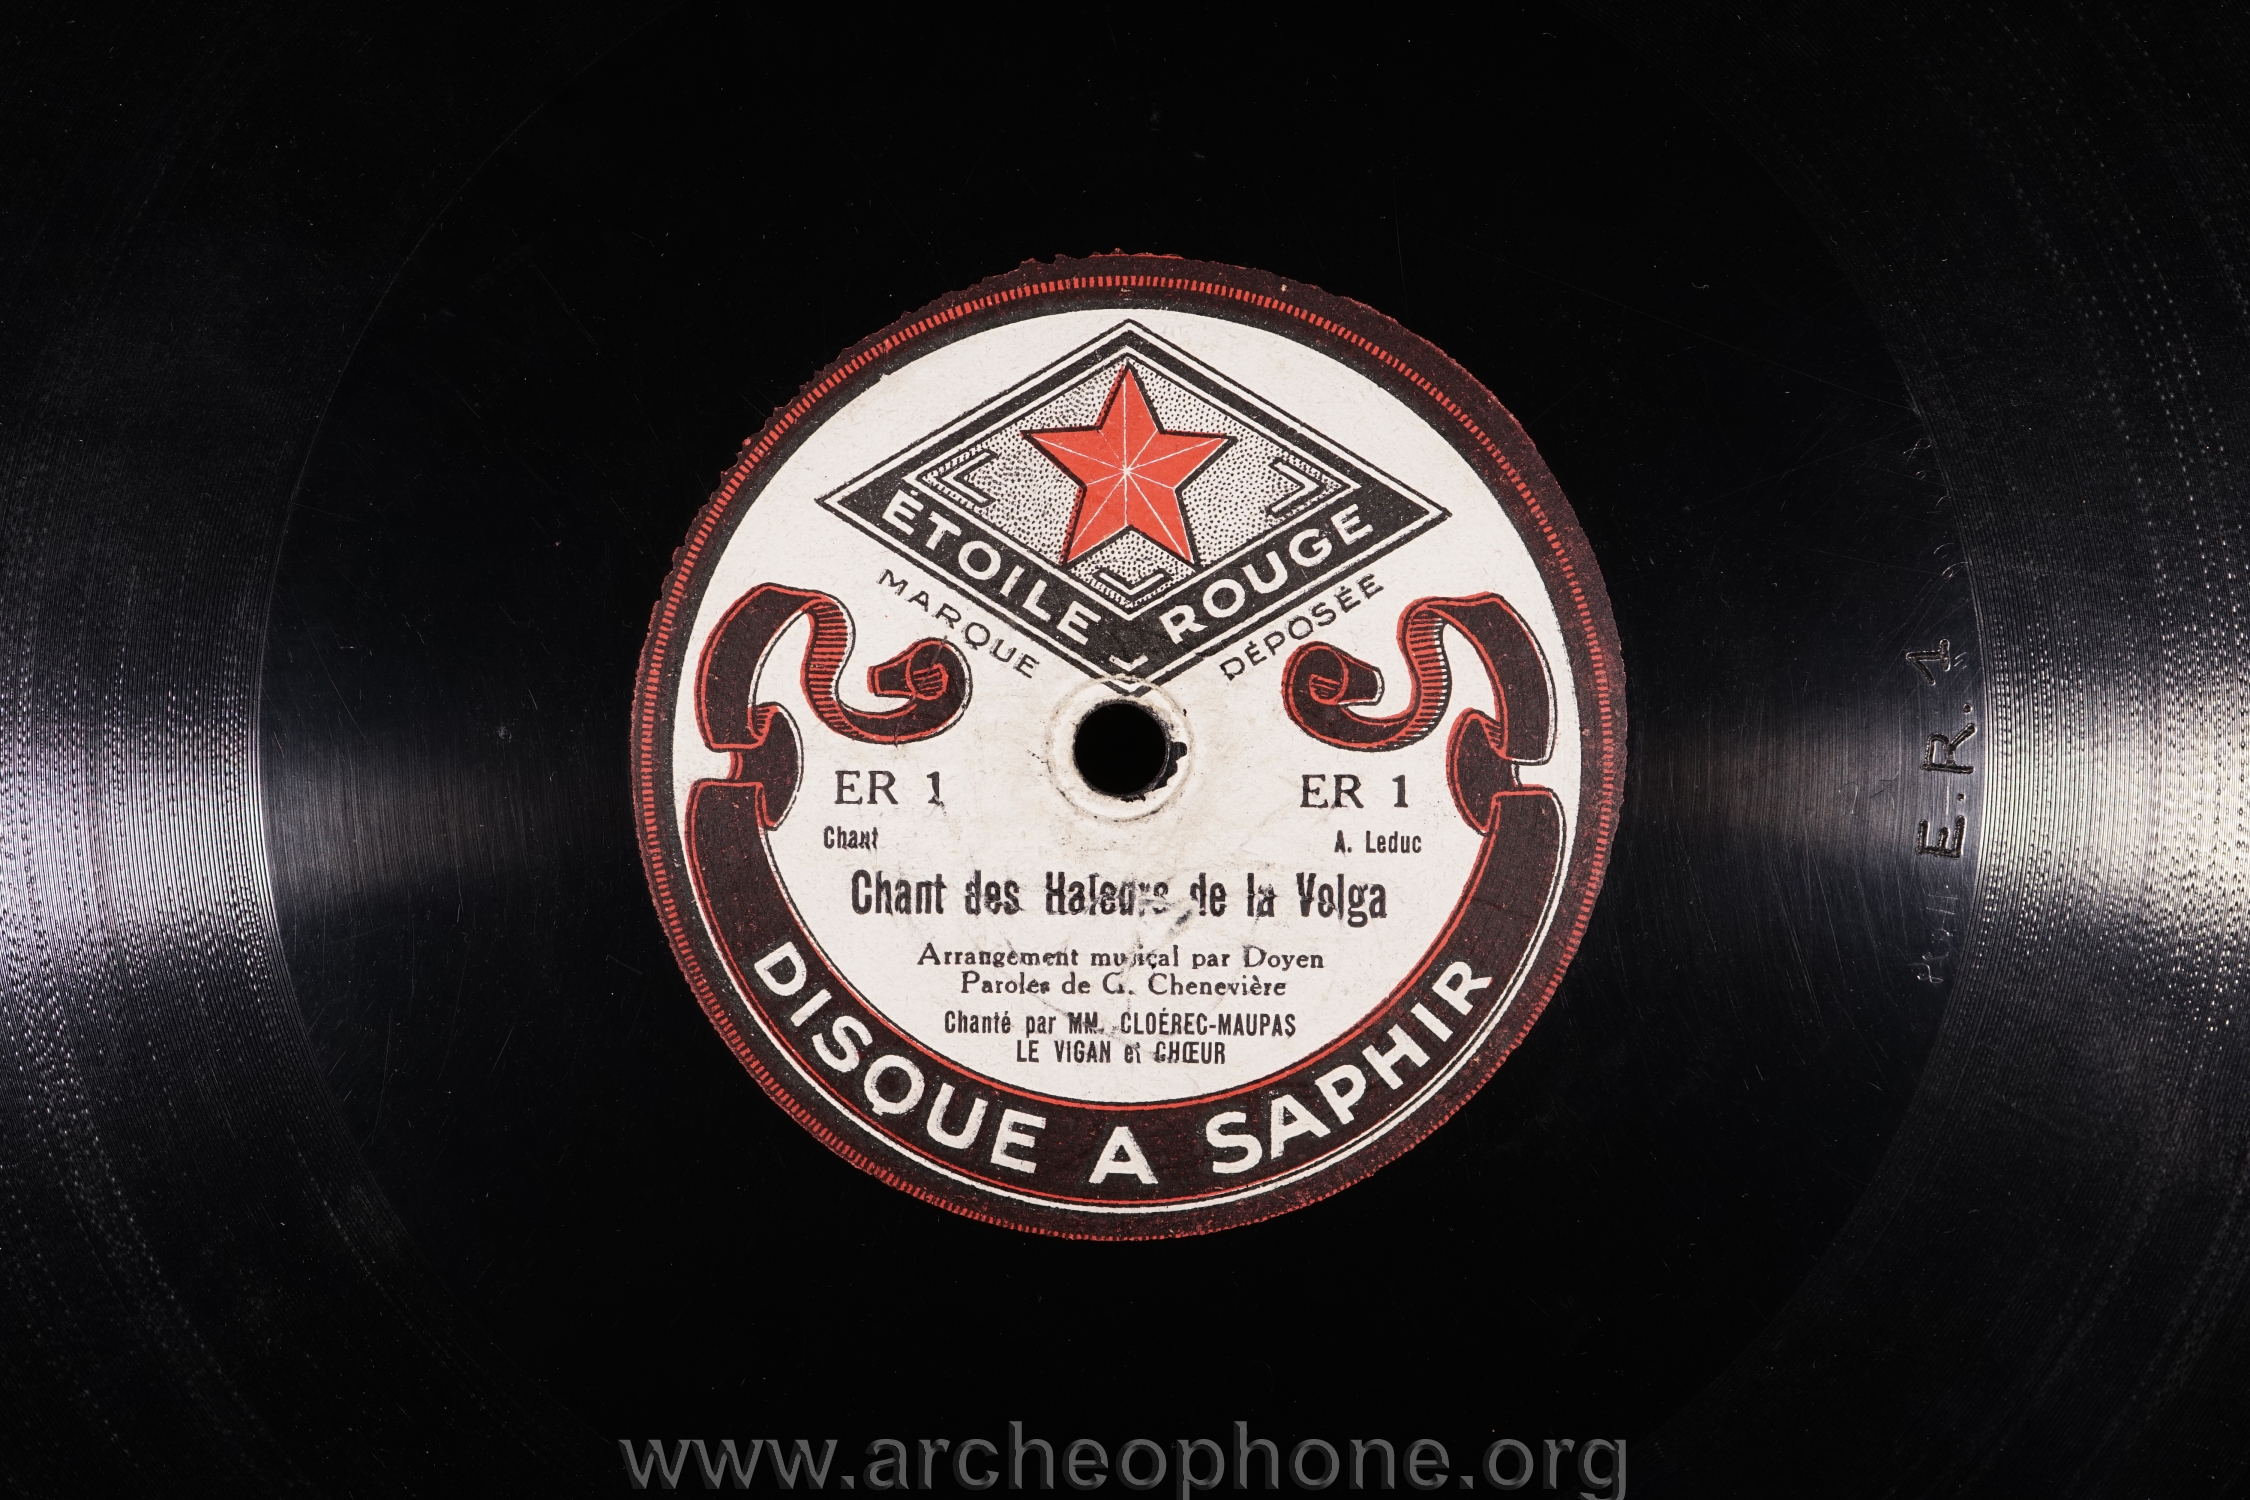 ÉTOILE ROUGE
MARQUE DÉPOSÉE
ER 1 ER 1
Chant A. Leduc
Chant des Haleurs de la Volga
Arrangement musical par Doyen
Paroles de G. Chenevière
Chanté par MM. CLOÉREC-MAUPAS
LE VIGAN et CHŒUR
DISQUE A SAPHIR
E.R.1
www.archeophone.org